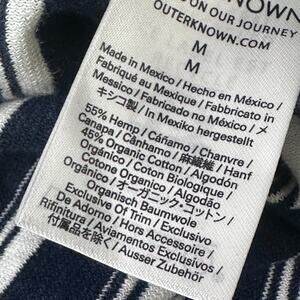 KNOWN
ON OUR JOURNEY
OUTERKNOWN.COM
M
M
Made in Mexico / Hecho en México /
Fabriqué au Mexique / Fabbricato in
Messico / Fabricado no México / メ
キシコ製 / in Mexiko hergestellt
55% Hemp / Cáñamo / Chanvre /
Canapa / Cânhamo / 麻繊維 / Hanf
45% Organic Cotton / Algodón
Orgánico / Coton Biologique /
Cotone Organico / Algodão
Orgânico / オーガニック・コットン /
Organisch Baumwole
Exclusive Of Trim / Exclusivo
De Adorno / Hors Accessoire /
Rifinitura / Aviamentos Exclusivos /
付属品を除く / Ausser Zubehör